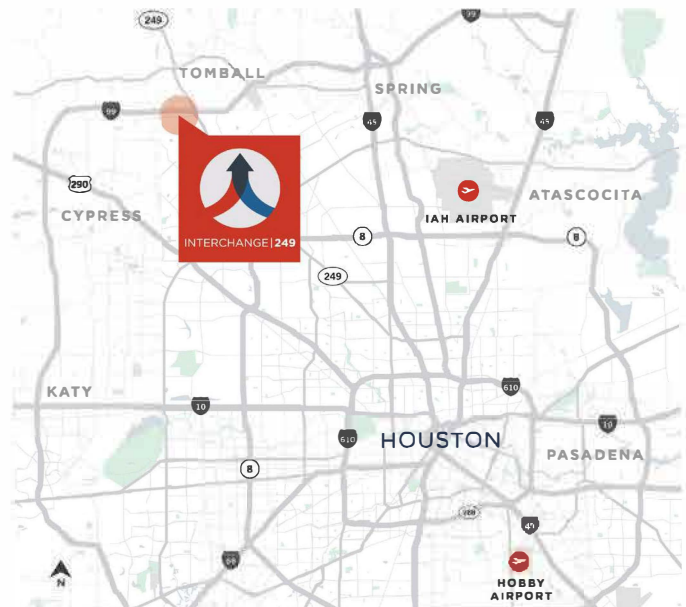 249
99
TOMBALL
SPRING
99
45
290
CYPRESS
INTERCHANGE | 249
IAH AIRPORT
ATASCOCITA
8
8
249
KATY
10
610
610
HOUSTON
10
PASADENA
8
45
N
HOBBY
AIRPORT